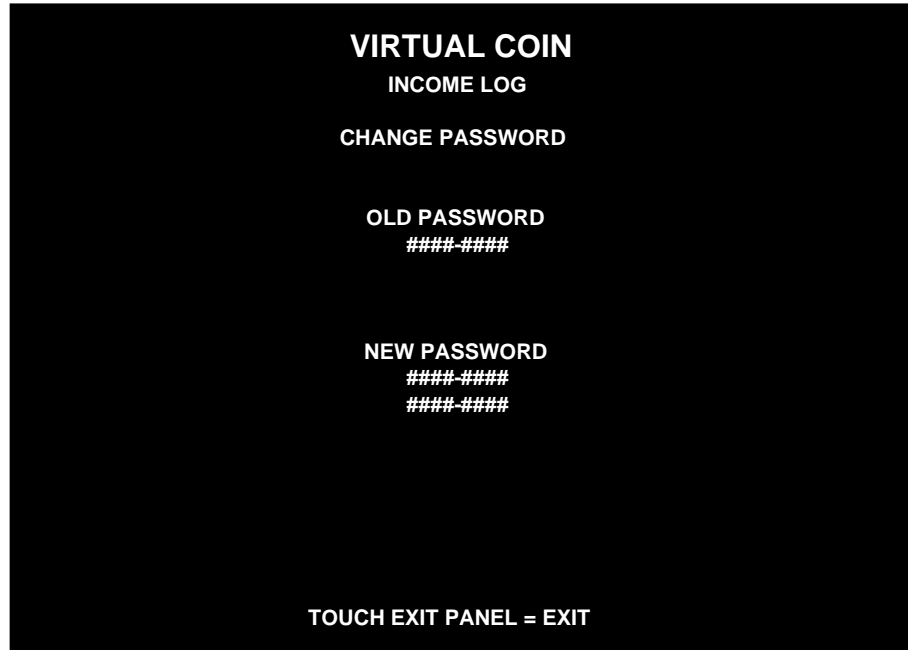 VIRTUAL COIN
INCOME LOG
CHANGE PASSWORD
OLD PASSWORD
####-####
NEW PASSWORD
####-####
####-####
TOUCH EXIT PANEL = EXIT